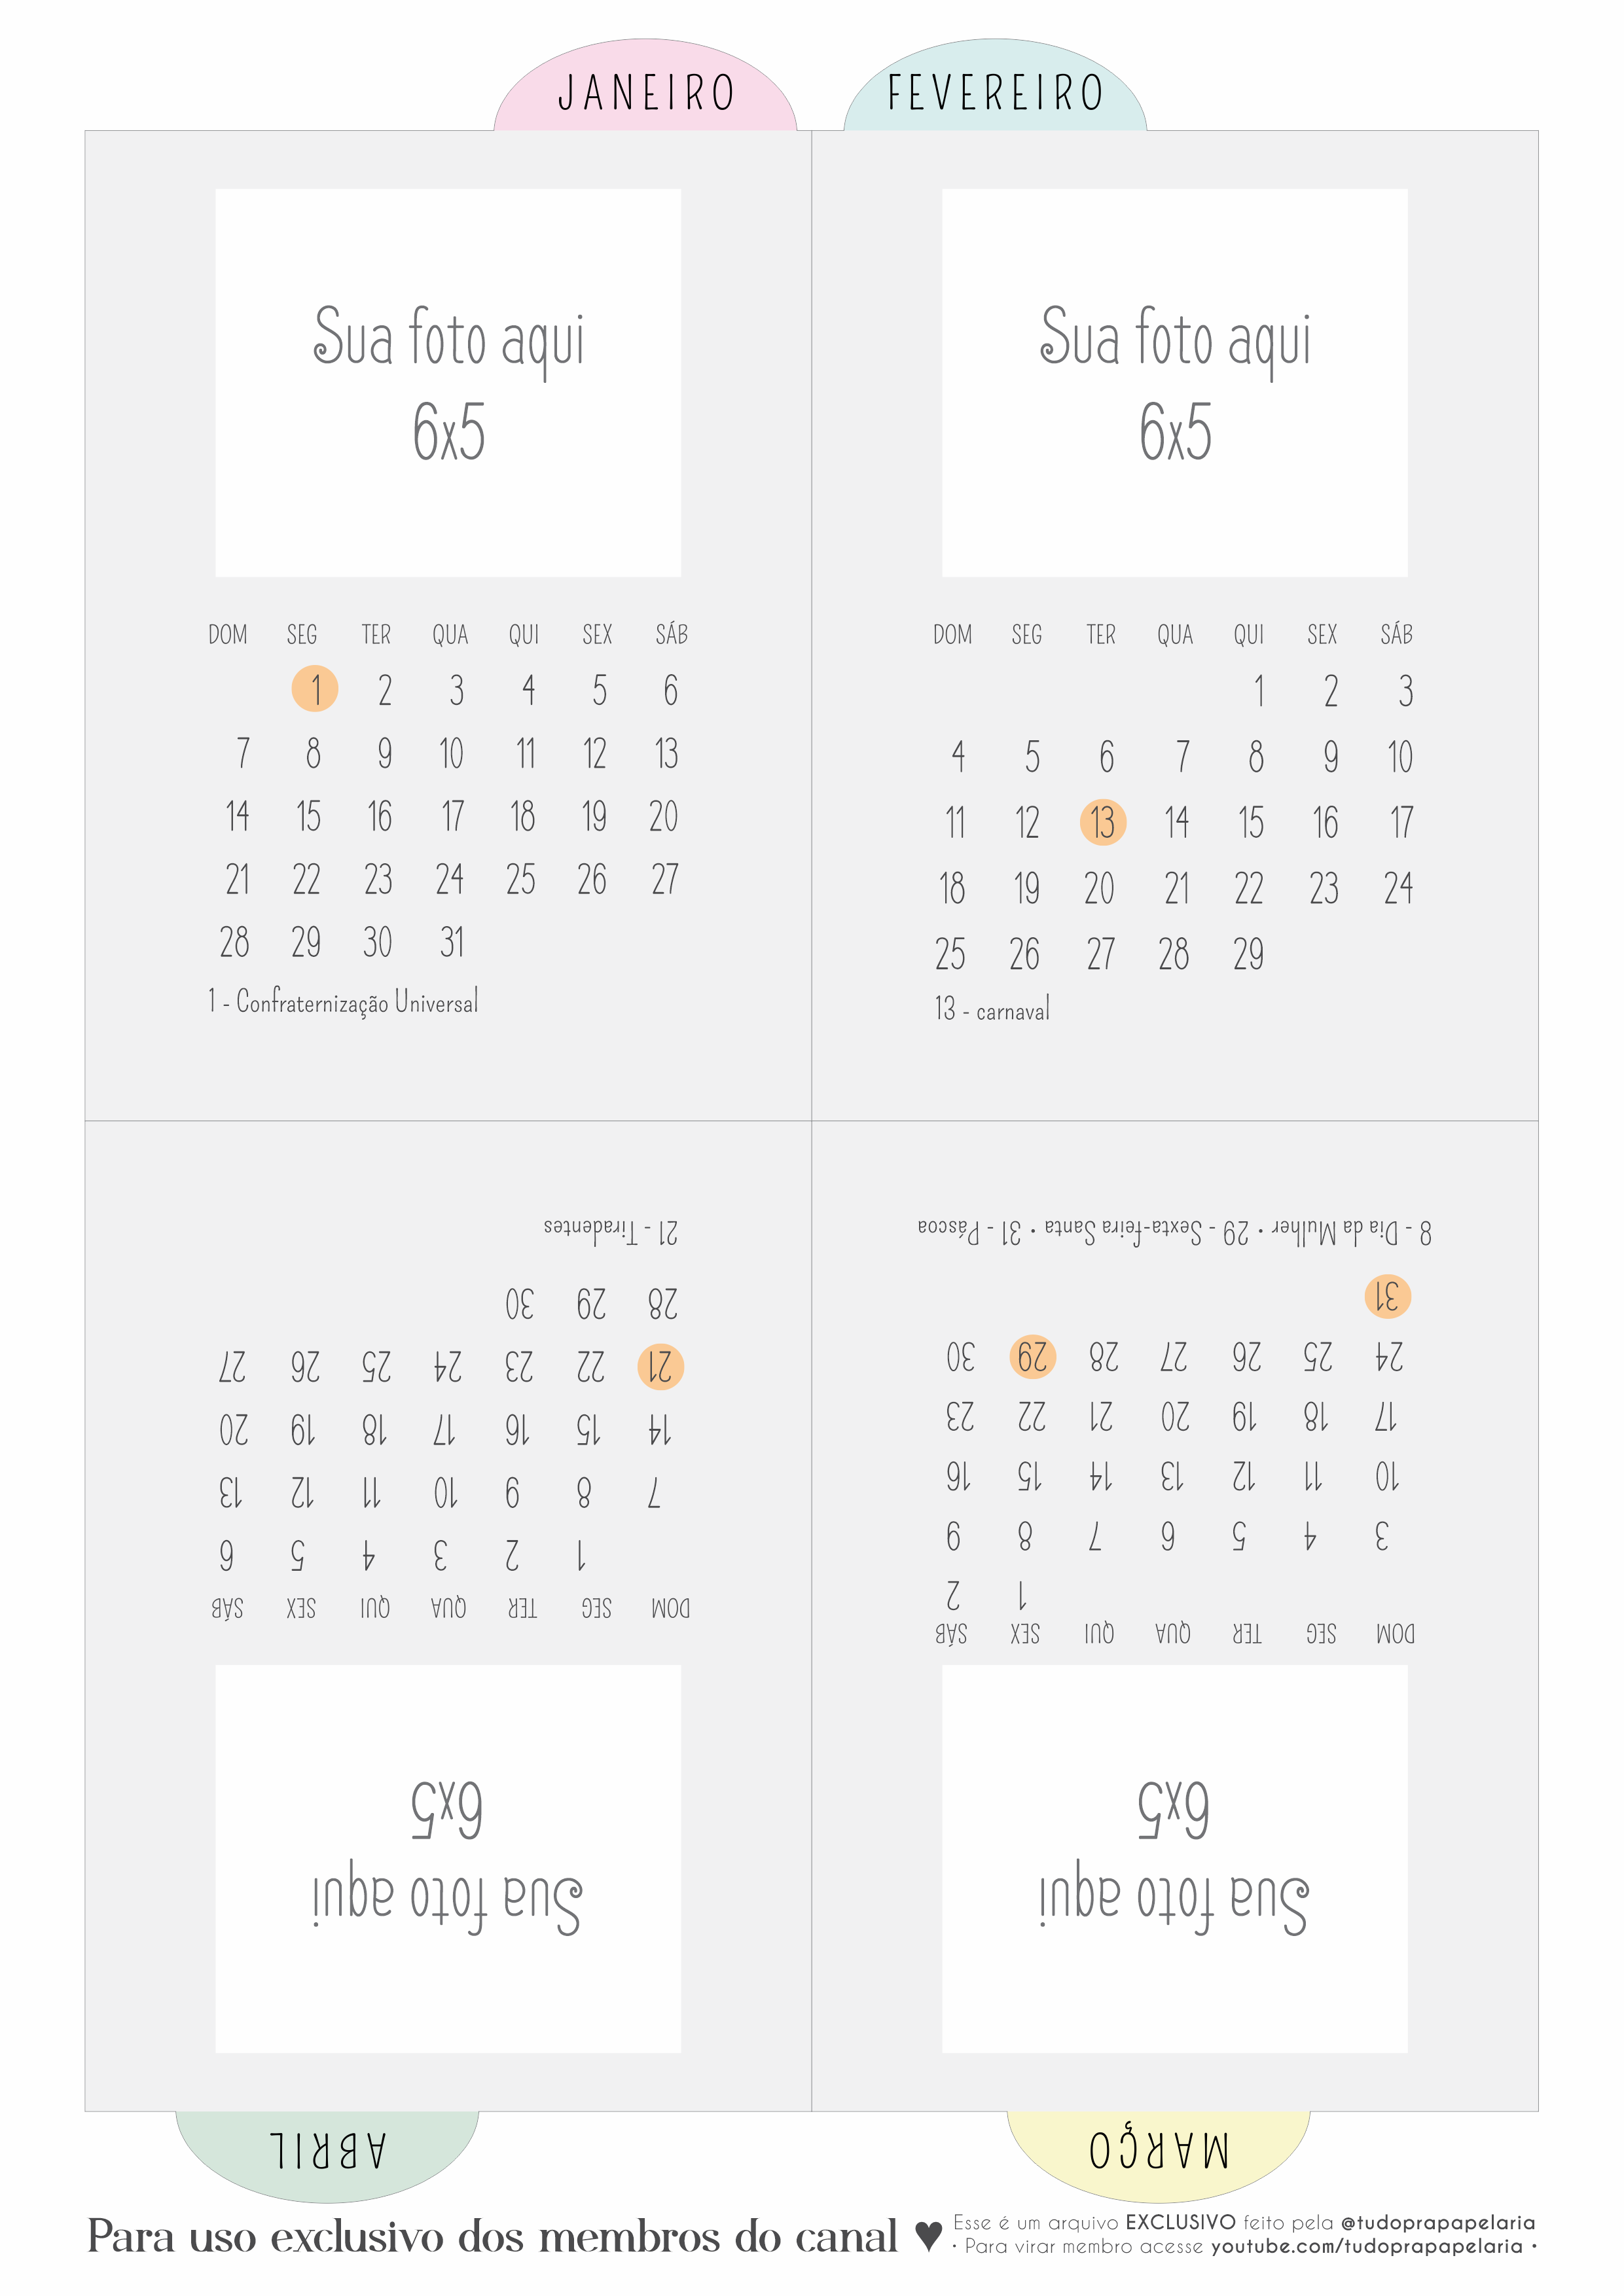 JANEIRO
Sua foto aqui
6x5
DOM SEG TER QUA QUI SEX SÁB
1 2 3 4 5 6
7 8 9 10 11 12 13
14 15 16 17 18 19 20
21 22 23 24 25 26 27
28 29 30 31
1 - Confraternização Universal
FEVEREIRO
Sua foto aqui
6x5
DOM SEG TER QUA QUI SEX SÁB
1 2 3
4 5 6 7 8 9 10
11 12 13 14 15 16 17
18 19 20 21 22 23 24
25 26 27 28 29
13 - carnaval
MARÇO
Sua foto aqui
6x5
DOM SEG TER QUA QUI SEX SÁB
1 2
3 4 5 6 7 8 9
10 11 12 13 14 15 16
17 18 19 20 21 22 23
24 25 26 27 28 29 30
31
8 - Dia da Mulher • 29 - Sexta-feira Santa • 31 - Páscoa
ABRIL
Sua foto aqui
6x5
DOM SEG TER QUA QUI SEX SÁB
1 2 3 4 5 6
7 8 9 10 11 12 13
14 15 16 17 18 19 20
21 22 23 24 25 26 27
28 29 30
21 - Tiradentes
Para uso exclusivo dos membros do canal ♥
Esse é um arquivo EXCLUSIVO feito pela @tudoprapapelaria
• Para virar membro acesse youtube.com/tudoprapapelaria •